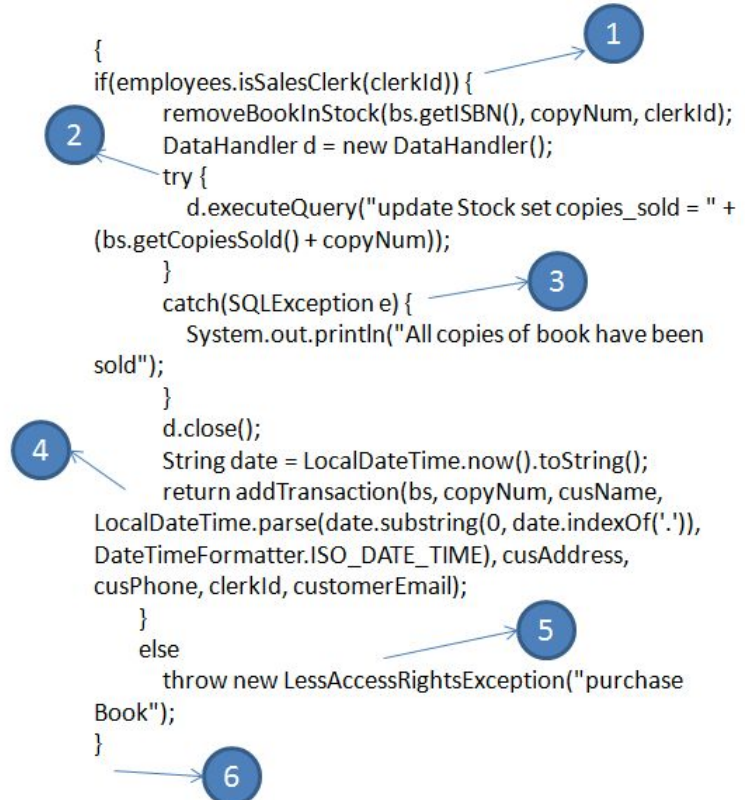 1
{
if(employees.isSalesClerk(clerkId)) {
removeBookInStock(bs.getISBN(), copyNum, clerkId);
2
DataHandler d = new DataHandler();
try {
d.executeQuery("update Stock set copies_sold = " +
(bs.getCopiesSold() + copyNum));
}
3
catch(SQLException e) {
System.out.println("All copies of book have been
sold");
}
d.close();
4
String date = LocalDateTime.now().toString();
return addTransaction(bs, copyNum, cusName,
LocalDateTime.parse(date.substring(0, date.indexOf('.')),
DateTimeFormatter.ISO_DATE_TIME), cusAddress,
cusPhone, clerkId, customerEmail);
}
5
else
throw new LessAccessRightsException("purchase
Book");
}
6